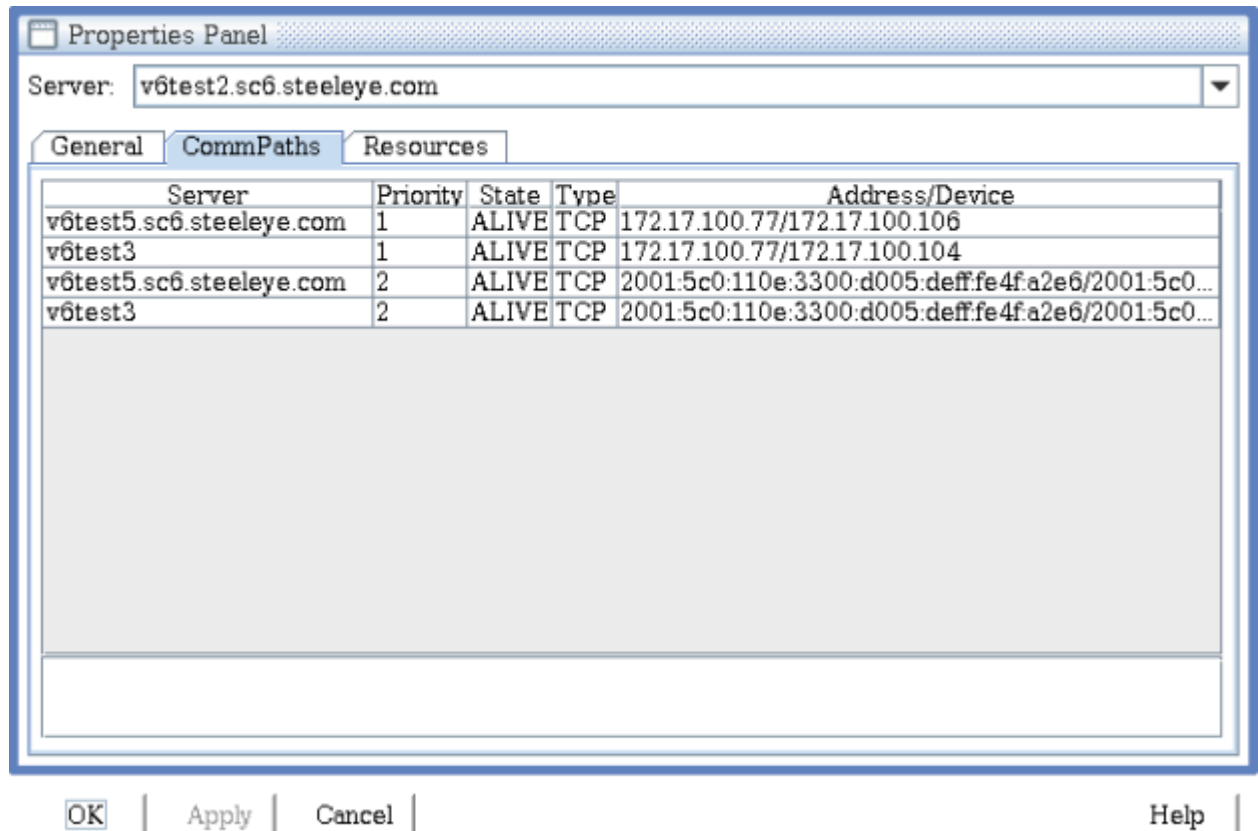 Properties Panel
Server: v6test2.sc6.steeleye.com
General CommPaths Resources
Server Priority State Type Address/Device
v6test5.sc6.steeleye.com 1 ALIVE TCP 172.17.100.77/172.17.100.106
v6test3 1 ALIVE TCP 172.17.100.77/172.17.100.104
v6test5.sc6.steeleye.com 2 ALIVE TCP 2001:5c0:110e:3300:d005:deff:fe4f:a2e6/2001:5c0...
v6test3 2 ALIVE TCP 2001:5c0:110e:3300:d005:deff:fe4f:a2e6/2001:5c0...
OK Apply Cancel Help